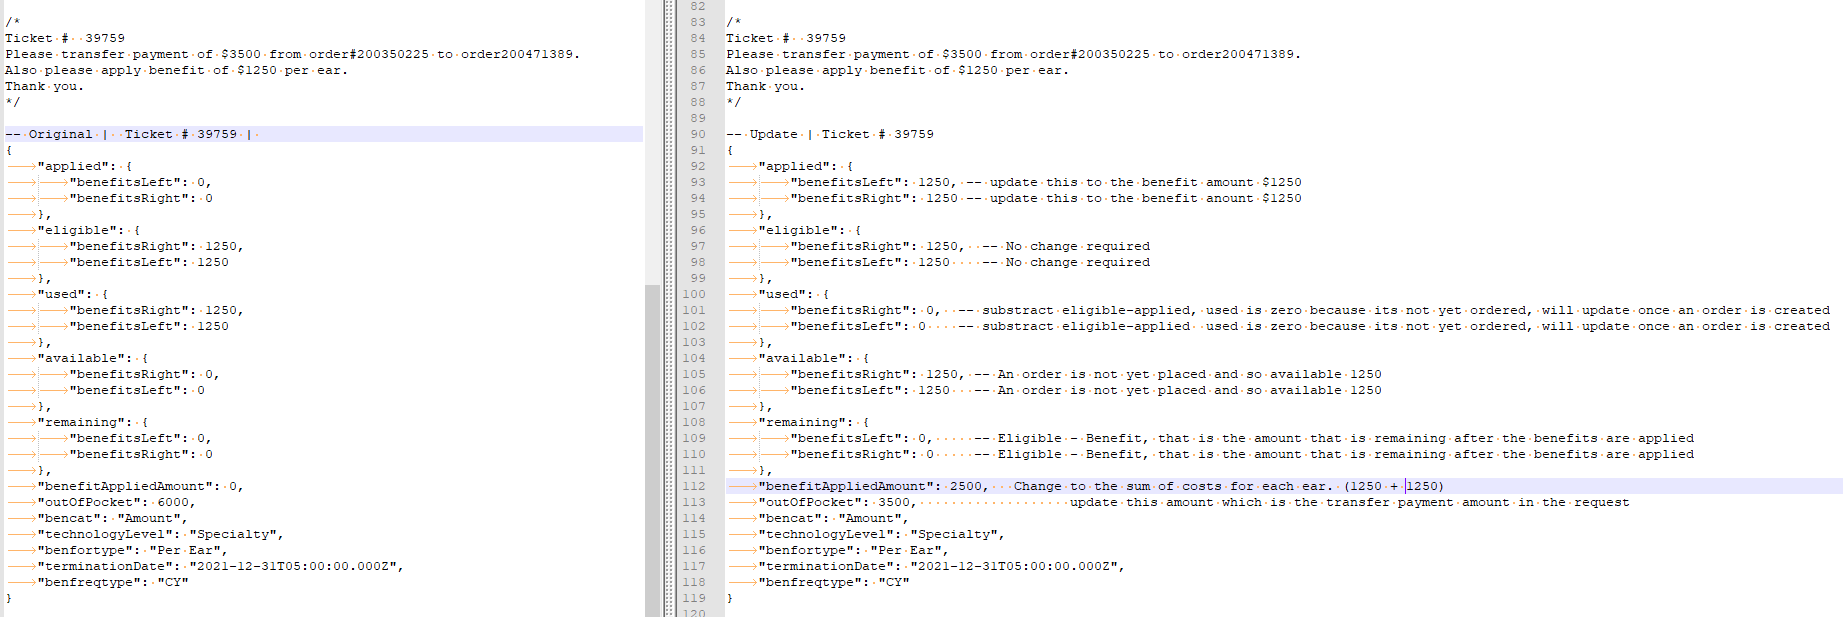 /*
Ticket # 39759
Please transfer payment of $3500 from order#200350225 to order200471389.
Also please apply benefit of $1250 per ear.
Thank you.
*/
-- Original | Ticket # 39759 |
{
"applied": {
"benefitsLeft": 0,
"benefitsRight": 0
},
"eligible": {
"benefitsRight": 1250,
"benefitsLeft": 1250
},
"used": {
"benefitsRight": 1250,
"benefitsLeft": 1250
},
"available": {
"benefitsRight": 0,
"benefitsLeft": 0
},
"remaining": {
"benefitsLeft": 0,
"benefitsRight": 0
},
"benefitAppliedAmount": 0,
"outOfPocket": 6000,
"bencat": "Amount",
"technologyLevel": "Specialty",
"benfortype": "Per Ear",
"terminationDate": "2021-12-31T05:00:00.000Z",
"benfreqtype": "CY"
}
82
83 /*
84 Ticket # 39759
85 Please transfer payment of $3500 from order#200350225 to order200471389.
86 Also please apply benefit of $1250 per ear.
87 Thank you.
88 */
89
90 -- Update | Ticket # 39759
91 {
92 "applied": {
93 "benefitsLeft": 1250, -- update this to the benefit amount $1250
94 "benefitsRight": 1250 -- update this to the benefit anount $1250
95 },
96 "eligible": {
97 "benefitsRight": 1250, -- No change required
98 "benefitsLeft": 1250 -- No change required
99 },
100 "used": {
101 "benefitsRight": 0, -- substract eligible-applied, used is zero because its not yet ordered, will update once an order is created
102 "benefitsLeft": 0 -- substract eligible-applied used is zero because its not yet ordered, will update once an order is created
103 },
104 "available": {
105 "benefitsRight": 1250, -- An order is not yet placed and so available 1250
106 "benefitsLeft": 1250 -- An order is not yet placed and so available 1250
107 },
108 "remaining": {
109 "benefitsLeft": 0, -- Eligible - Benefit, that is the amount that is remaining after the benefits are applied
110 "benefitsRight": 0 -- Eligible - Benefit, that is the amount that is remaining after the benefits are applied
111 },
112 "benefitAppliedAmount": 2500, Change to the sum of costs for each ear. (1250 + 1250)
113 "outOfPocket": 3500, update this amount which is the transfer payment amount in the request
114 "bencat": "Amount",
115 "technologyLevel": "Specialty",
116 "benfortype": "Per Ear",
117 "terminationDate": "2021-12-31T05:00:00.000Z",
118 "benfreqtype": "CY"
119 }
120